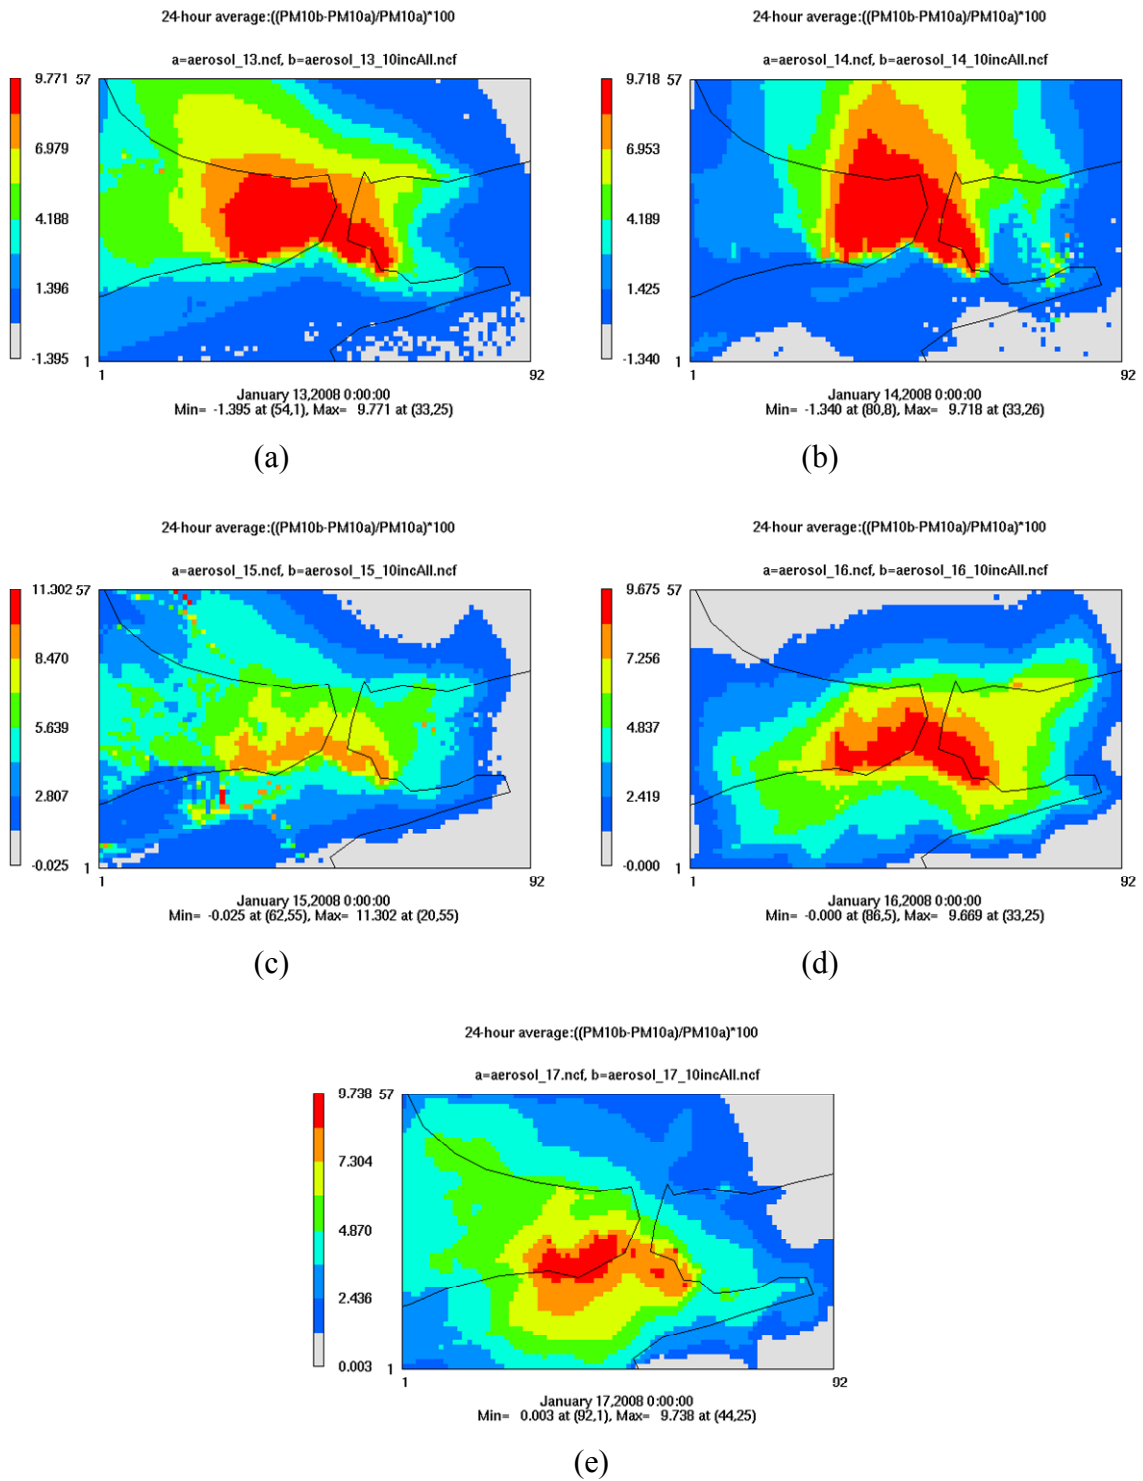 24-hour average:((PM10b-PM10a)/PM10a)*100
a=aerosol_13.ncf, b=aerosol_13_10incAll.ncf
9.771
6.979
4.188
1.396
-1.395
57
1
1
92
January 13,2008 0:00:00
Min= -1.395 at (54,1), Max= 9.771 at (33,25)
(a)
24-hour average:((PM10b-PM10a)/PM10a)*100
a=aerosol_14.ncf, b=aerosol_14_10incAll.ncf
9.718
6.953
4.189
1.425
-1.340
57
1
1
92
January 14,2008 0:00:00
Min= -1.340 at (80,8), Max= 9.718 at (33,26)
(b)
24-hour average:((PM10b-PM10a)/PM10a)*100
a=aerosol_15.ncf, b=aerosol_15_10incAll.ncf
11.302
8.470
5.639
2.807
-0.025
57
1
1
92
January 15,2008 0:00:00
Min= -0.025 at (62,55), Max= 11.302 at (20,55)
(c)
24-hour average:((PM10b-PM10a)/PM10a)*100
a=aerosol_16.ncf, b=aerosol_16_10incAll.ncf
9.675
7.256
4.837
2.419
-0.000
57
1
1
92
January 16,2008 0:00:00
Min= -0.000 at (86,5), Max= 9.669 at (33,25)
(d)
24-hour average:((PM10b-PM10a)/PM10a)*100
a=aerosol_17.ncf, b=aerosol_17_10incAll.ncf
9.738
7.304
4.870
2.436
0.003
57
1
1
92
January 17,2008 0:00:00
Min= 0.003 at (92,1), Max= 9.738 at (44,25)
(e)